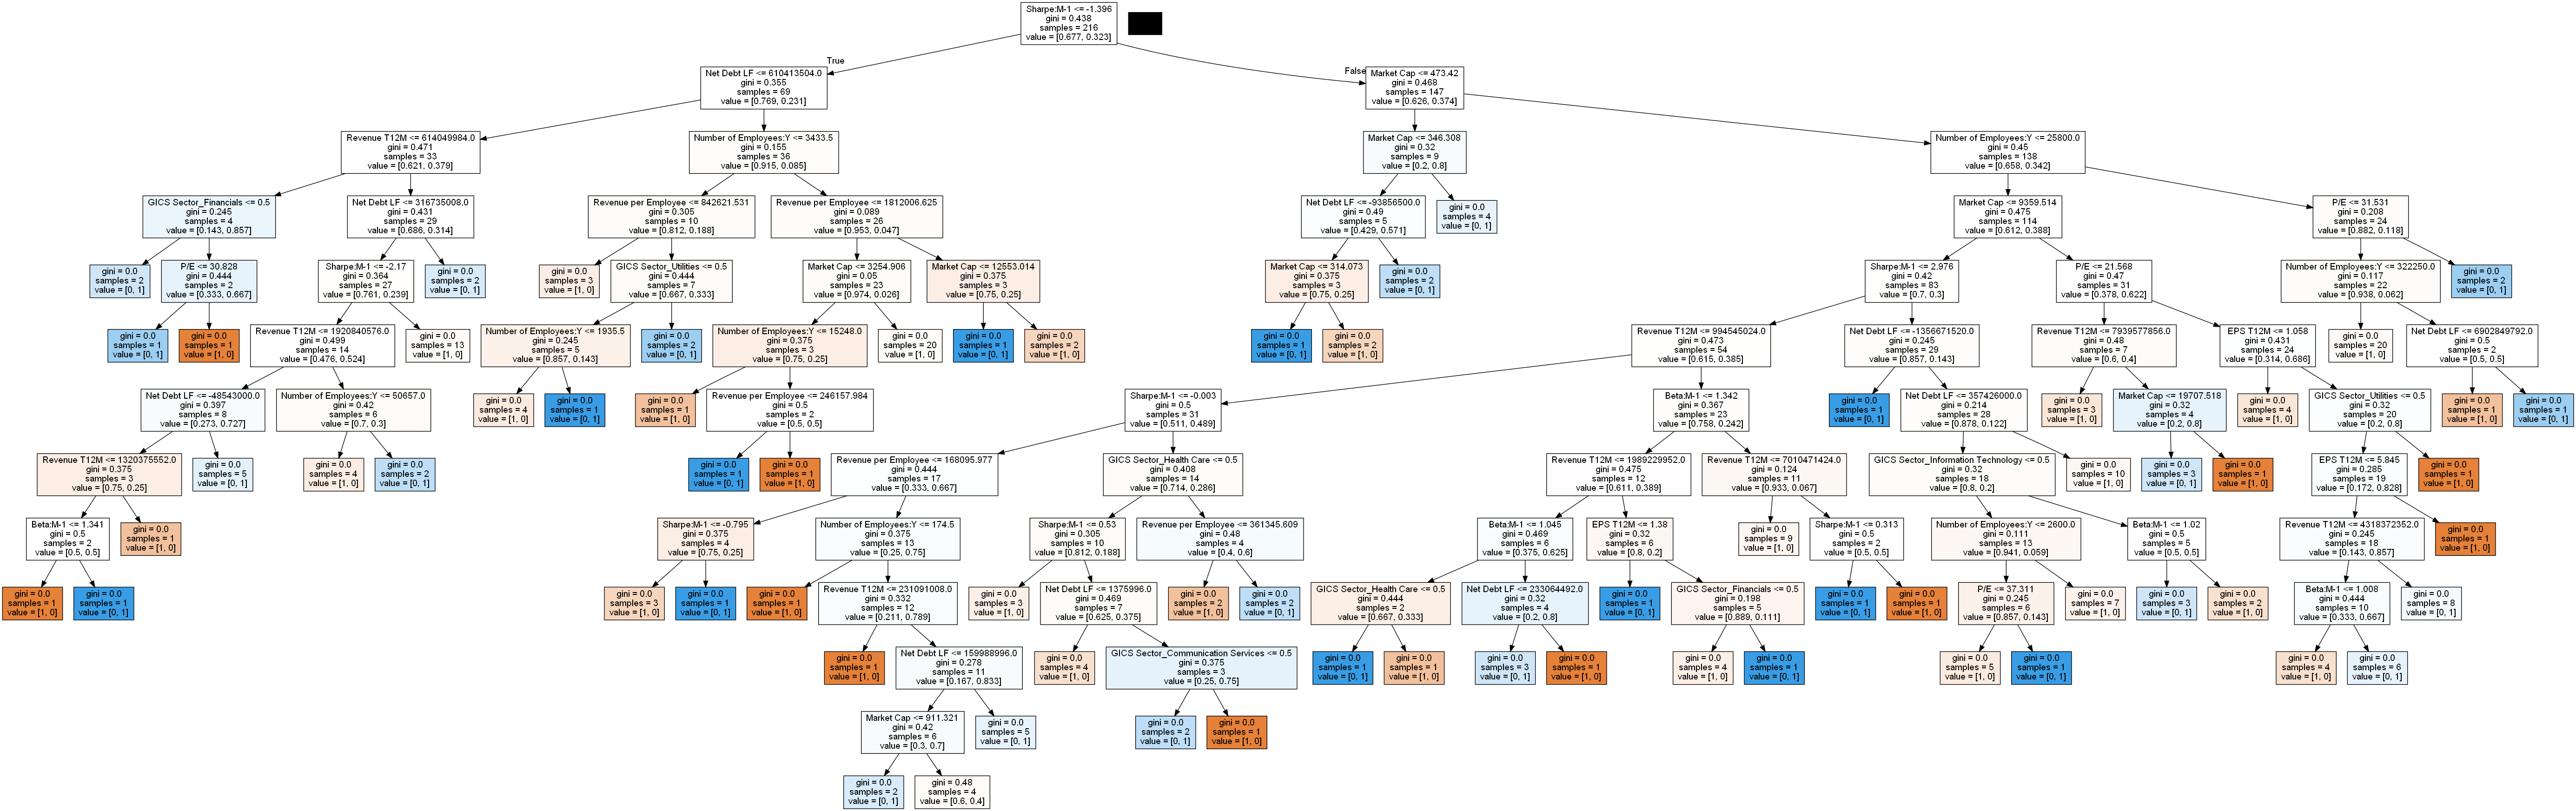 Sharpe:M-1 <= -1.396
gini = 0.438
samples = 216
value = [0.677, 0.323]
True
False
Net Debt LF <= 610413504.0
gini = 0.355
samples = 69
value = [0.769, 0.231]
Market Cap <= 473.42
gini = 0.468
samples = 147
value = [0.626, 0.374]
Revenue T12M <= 614049984.0
gini = 0.471
samples = 33
value = [0.621, 0.379]
Number of Employees:Y <= 3433.5
gini = 0.155
samples = 36
value = [0.915, 0.085]
Market Cap <= 346.308
gini = 0.32
samples = 9
value = [0.2, 0.8]
Number of Employees:Y <= 25800.0
gini = 0.45
samples = 138
value = [0.658, 0.342]
GICS Sector_Financials <= 0.5
gini = 0.245
samples = 4
value = [0.143, 0.857]
Net Debt LF <= 316735008.0
gini = 0.431
samples = 29
value = [0.686, 0.314]
Revenue per Employee <= 842621.531
gini = 0.305
samples = 10
value = [0.812, 0.188]
Revenue per Employee <= 1812006.625
gini = 0.089
samples = 26
value = [0.953, 0.047]
Net Debt LF <= -93856500.0
gini = 0.49
samples = 5
value = [0.429, 0.571]
gini = 0.0
samples = 4
value = [0, 1]
Market Cap <= 9359.514
gini = 0.475
samples = 114
value = [0.612, 0.388]
P/E <= 31.531
gini = 0.208
samples = 24
value = [0.882, 0.118]
gini = 0.0
samples = 2
value = [0, 1]
P/E <= 30.828
gini = 0.444
samples = 2
value = [0.333, 0.667]
Sharpe:M-1 <= -2.17
gini = 0.364
samples = 27
value = [0.761, 0.239]
gini = 0.0
samples = 2
value = [0, 1]
gini = 0.0
samples = 3
value = [1, 0]
GICS Sector_Utilities <= 0.5
gini = 0.444
samples = 7
value = [0.667, 0.333]
Market Cap <= 3254.906
gini = 0.05
samples = 23
value = [0.974, 0.026]
Market Cap <= 12553.014
gini = 0.375
samples = 3
value = [0.75, 0.25]
Market Cap <= 314.073
gini = 0.375
samples = 3
value = [0.75, 0.25]
gini = 0.0
samples = 2
value = [0, 1]
Sharpe:M-1 <= 2.976
gini = 0.42
samples = 83
value = [0.7, 0.3]
P/E <= 21.568
gini = 0.47
samples = 31
value = [0.378, 0.622]
Number of Employees:Y <= 322250.0
gini = 0.117
samples = 22
value = [0.938, 0.062]
gini = 0.0
samples = 2
value = [0, 1]
gini = 0.0
samples = 1
value = [0, 1]
gini = 0.0
samples = 1
value = [1, 0]
Revenue T12M <= 1920840576.0
gini = 0.499
samples = 14
value = [0.476, 0.524]
gini = 0.0
samples = 13
value = [1, 0]
Number of Employees:Y <= 1935.5
gini = 0.245
samples = 5
value = [0.857, 0.143]
gini = 0.0
samples = 2
value = [0, 1]
Number of Employees:Y <= 15248.0
gini = 0.375
samples = 3
value = [0.75, 0.25]
gini = 0.0
samples = 20
value = [1, 0]
gini = 0.0
samples = 1
value = [0, 1]
gini = 0.0
samples = 2
value = [1, 0]
gini = 0.0
samples = 1
value = [0, 1]
gini = 0.0
samples = 2
value = [1, 0]
Revenue T12M <= 994545024.0
gini = 0.473
samples = 54
value = [0.615, 0.385]
Net Debt LF <= -1356671520.0
gini = 0.245
samples = 29
value = [0.857, 0.143]
Revenue T12M <= 7939577856.0
gini = 0.48
samples = 7
value = [0.6, 0.4]
EPS T12M <= 1.058
gini = 0.431
samples = 24
value = [0.314, 0.686]
gini = 0.0
samples = 20
value = [1, 0]
Net Debt LF <= 6902849792.0
gini = 0.5
samples = 2
value = [0.5, 0.5]
Net Debt LF <= -48543000.0
gini = 0.397
samples = 8
value = [0.273, 0.727]
Number of Employees:Y <= 50657.0
gini = 0.42
samples = 6
value = [0.7, 0.3]
gini = 0.0
samples = 4
value = [1, 0]
gini = 0.0
samples = 1
value = [0, 1]
gini = 0.0
samples = 1
value = [1, 0]
Revenue per Employee <= 246157.984
gini = 0.5
samples = 2
value = [0.5, 0.5]
Sharpe:M-1 <= -0.003
gini = 0.5
samples = 31
value = [0.511, 0.489]
Beta:M-1 <= 1.342
gini = 0.367
samples = 23
value = [0.758, 0.242]
gini = 0.0
samples = 1
value = [0, 1]
Net Debt LF <= 357426000.0
gini = 0.214
samples = 28
value = [0.878, 0.122]
gini = 0.0
samples = 3
value = [1, 0]
Market Cap <= 19707.518
gini = 0.32
samples = 4
value = [0.2, 0.8]
gini = 0.0
samples = 4
value = [1, 0]
GICS Sector_Utilities <= 0.5
gini = 0.32
samples = 20
value = [0.2, 0.8]
gini = 0.0
samples = 1
value = [1, 0]
gini = 0.0
samples = 1
value = [0, 1]
Revenue T12M <= 1320375552.0
gini = 0.375
samples = 3
value = [0.75, 0.25]
gini = 0.0
samples = 5
value = [0, 1]
gini = 0.0
samples = 4
value = [1, 0]
gini = 0.0
samples = 2
value = [0, 1]
gini = 0.0
samples = 1
value = [0, 1]
gini = 0.0
samples = 1
value = [1, 0]
Revenue per Employee <= 168095.977
gini = 0.444
samples = 17
value = [0.333, 0.667]
GICS Sector_Health Care <= 0.5
gini = 0.408
samples = 14
value = [0.714, 0.286]
Revenue T12M <= 1989229952.0
gini = 0.475
samples = 12
value = [0.611, 0.389]
Revenue T12M <= 7010471424.0
gini = 0.124
samples = 11
value = [0.933, 0.067]
GICS Sector_Information Technology <= 0.5
gini = 0.32
samples = 18
value = [0.8, 0.2]
gini = 0.0
samples = 10
value = [1, 0]
gini = 0.0
samples = 3
value = [0, 1]
gini = 0.0
samples = 1
value = [1, 0]
EPS T12M <= 5.845
gini = 0.285
samples = 19
value = [0.172, 0.828]
gini = 0.0
samples = 1
value = [1, 0]
Beta:M-1 <= 1.341
gini = 0.5
samples = 2
value = [0.5, 0.5]
gini = 0.0
samples = 1
value = [1, 0]
Sharpe:M-1 <= -0.795
gini = 0.375
samples = 4
value = [0.75, 0.25]
Number of Employees:Y <= 174.5
gini = 0.375
samples = 13
value = [0.25, 0.75]
Sharpe:M-1 <= 0.53
gini = 0.305
samples = 10
value = [0.812, 0.188]
Revenue per Employee <= 361345.609
gini = 0.48
samples = 4
value = [0.4, 0.6]
Beta:M-1 <= 1.045
gini = 0.469
samples = 6
value = [0.375, 0.625]
EPS T12M <= 1.38
gini = 0.32
samples = 6
value = [0.8, 0.2]
gini = 0.0
samples = 9
value = [1, 0]
Sharpe:M-1 <= 0.313
gini = 0.5
samples = 2
value = [0.5, 0.5]
Number of Employees:Y <= 2600.0
gini = 0.111
samples = 13
value = [0.941, 0.059]
Beta:M-1 <= 1.02
gini = 0.5
samples = 5
value = [0.5, 0.5]
Revenue T12M <= 4318372352.0
gini = 0.245
samples = 18
value = [0.143, 0.857]
gini = 0.0
samples = 1
value = [1, 0]
gini = 0.0
samples = 1
value = [1, 0]
gini = 0.0
samples = 1
value = [0, 1]
gini = 0.0
samples = 3
value = [1, 0]
gini = 0.0
samples = 1
value = [0, 1]
gini = 0.0
samples = 1
value = [1, 0]
Revenue T12M <= 231091008.0
gini = 0.332
samples = 12
value = [0.211, 0.789]
gini = 0.0
samples = 3
value = [1, 0]
Net Debt LF <= 1375996.0
gini = 0.469
samples = 7
value = [0.625, 0.375]
gini = 0.0
samples = 2
value = [1, 0]
gini = 0.0
samples = 2
value = [0, 1]
GICS Sector_Health Care <= 0.5
gini = 0.444
samples = 2
value = [0.667, 0.333]
Net Debt LF <= 233064492.0
gini = 0.32
samples = 4
value = [0.2, 0.8]
gini = 0.0
samples = 1
value = [0, 1]
GICS Sector_Financials <= 0.5
gini = 0.198
samples = 5
value = [0.889, 0.111]
gini = 0.0
samples = 1
value = [0, 1]
gini = 0.0
samples = 1
value = [1, 0]
P/E <= 37.311
gini = 0.245
samples = 6
value = [0.857, 0.143]
gini = 0.0
samples = 7
value = [1, 0]
gini = 0.0
samples = 3
value = [0, 1]
gini = 0.0
samples = 2
value = [1, 0]
Beta:M-1 <= 1.008
gini = 0.444
samples = 10
value = [0.333, 0.667]
gini = 0.0
samples = 8
value = [0, 1]
gini = 0.0
samples = 1
value = [1, 0]
Net Debt LF <= 159988996.0
gini = 0.278
samples = 11
value = [0.167, 0.833]
gini = 0.0
samples = 4
value = [1, 0]
GICS Sector_Communication Services <= 0.5
gini = 0.375
samples = 3
value = [0.25, 0.75]
gini = 0.0
samples = 1
value = [0, 1]
gini = 0.0
samples = 1
value = [1, 0]
gini = 0.0
samples = 3
value = [0, 1]
gini = 0.0
samples = 1
value = [1, 0]
gini = 0.0
samples = 4
value = [1, 0]
gini = 0.0
samples = 1
value = [0, 1]
gini = 0.0
samples = 5
value = [1, 0]
gini = 0.0
samples = 1
value = [0, 1]
gini = 0.0
samples = 4
value = [1, 0]
gini = 0.0
samples = 6
value = [0, 1]
Market Cap <= 911.321
gini = 0.42
samples = 6
value = [0.3, 0.7]
gini = 0.0
samples = 5
value = [0, 1]
gini = 0.0
samples = 2
value = [0, 1]
gini = 0.0
samples = 1
value = [1, 0]
gini = 0.0
samples = 2
value = [0, 1]
gini = 0.48
samples = 4
value = [0.6, 0.4]